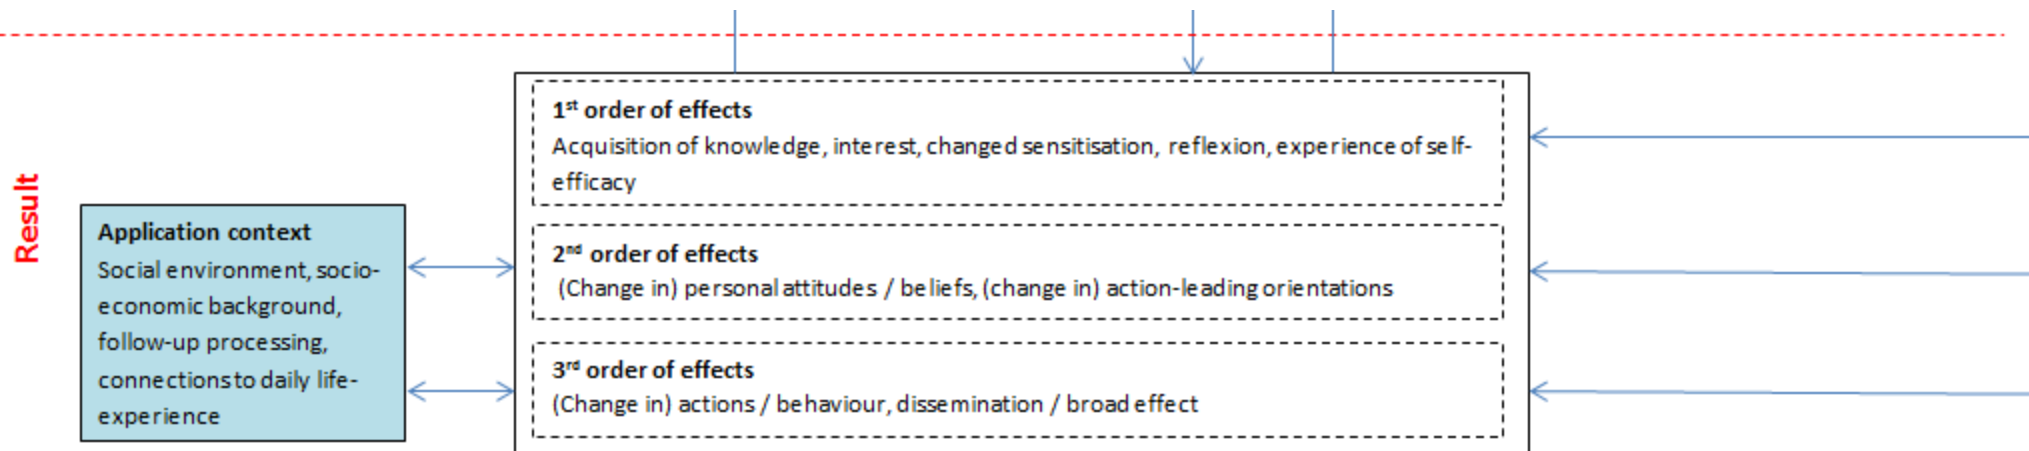 Result
Application context
Social environment, socio-
economic background,
follow-up processing,
connections to daily life-
experience
1st order of effects
Acquisition of knowledge, interest, changed sensitisation, reflexion, experience of self-
efficacy
2nd order of effects
(Change in) personal attitudes / beliefs, (change in) action-leading orientations
3rd order of effects
(Change in) actions / behaviour, dissemination / broad effect